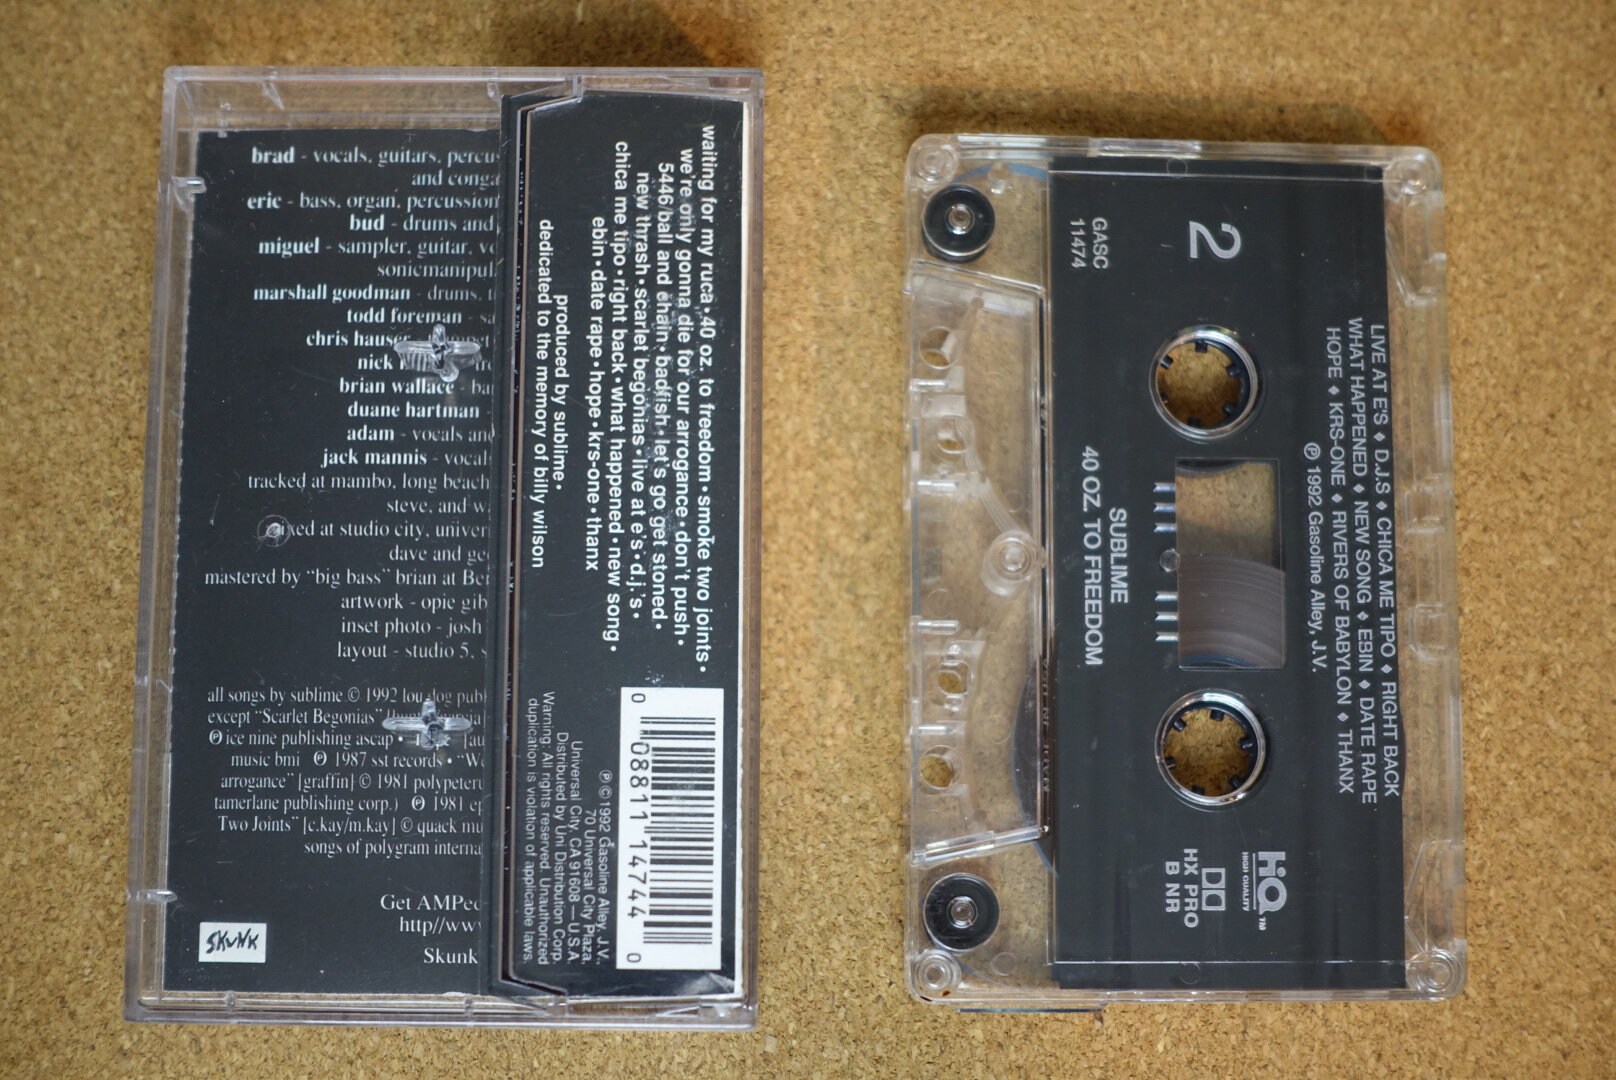 brad - vocals, guitars,
and
eric - bass, organ, percussion
bud - drums and
miguel - sampler, guitar,
marshall goodman - drums,
todd foreman -
chris
nick
brian wallace -
duane hartman -
adam - vocals and
jack mannis -
tracked at mambo, long beach
steve, and
at studio city,
dave and
mastered by “big bass” brian at
artwork - opie
inset photo - josh
layout - studio 5,
all songs by sublime © 1992 lou dog
except “Scarlet Begonias”
℗ ice nine publishing ascap •
music bmi ℗ 1987 sst records •
arrogance” [graffin] © 1981
tamerlane publishing corp.) ℗ 1981
Two Joints” [c.kay/m.kay] © quack
songs of polygram
Get
Skunk
SKUNK
waiting for my ruca • 40 oz. to freedom • smoke two joints •
we're only gonna die for our arrogance • don't push •
5446/ball and chain • badfish • let's go get stoned •
new thrash • scarlet begonias • live at e's • d.j.'s •
chica me tipo • right back • what happened • new song •
ebin • date rape • hope • krs-one • thanx
produced by sublime •
dedicated to the memory of billy wilson
0 08811 14744 0
℗©1992 Gasoline Alley, J.V.,
70 Universal City Plaza,
Universal City, CA 91608 — U.S.A.
Distributed by Uni Distribution Corp.
Warning: All rights reserved. Unauthorized
duplication is violation of applicable laws.
2
GASC
11474
LIVE AT E'S ♦ D.J.S ♦ CHICA ME TIPO ♦ RIGHT BACK
WHAT HAPPENED ♦ NEW SONG ♦ EBIN ♦ DATE RAPE
HOPE ♦ KRS-ONE ♦ RIVERS OF BABYLON ♦ THANX
℗ 1992 Gasoline Alley, J.V.
SUBLIME
40 OZ. TO FREEDOM
HiQ™
HIGH QUALITY
HX PRO
B NR